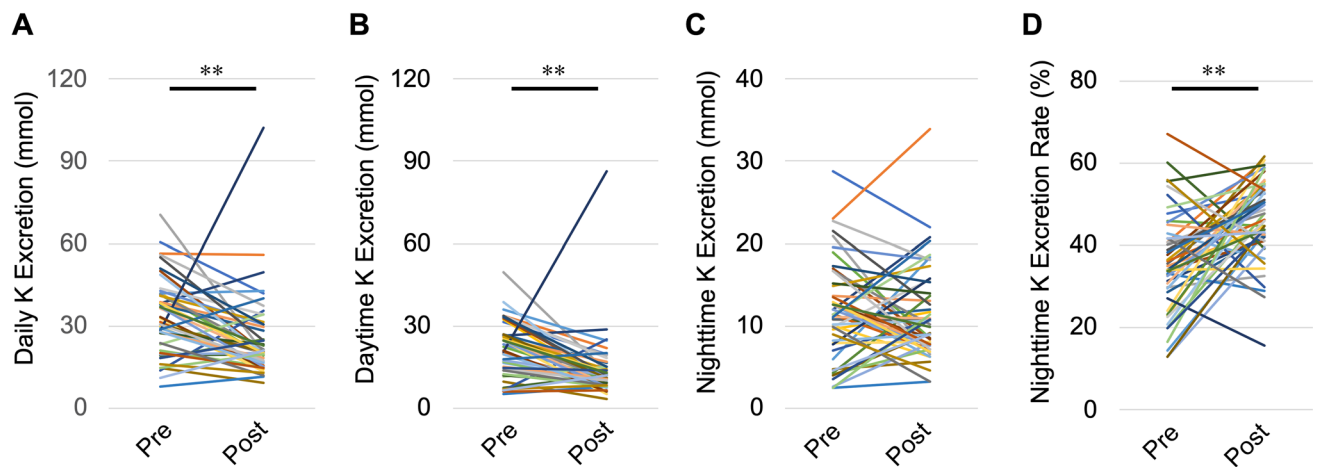 A
Daily K Excretion (mmol)
120
90
60
30
0
**
Pre
Post
B
Daytime K Excretion (mmol)
120
90
60
30
0
**
Pre
Post
C
Nighttime K Excretion (mmol)
40
30
20
10
0
Pre
Post
D
Nighttime K Excretion Rate (%)
80
60
40
20
0
**
Pre
Post